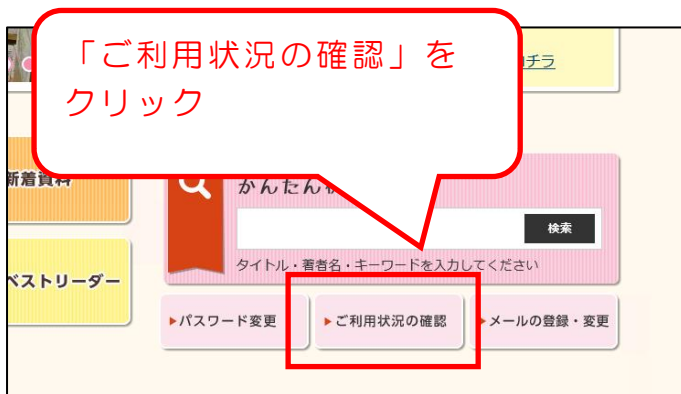 「ご利用状況の確認」を
クリック
チラ
新着資料
かんたん
検索
タイトル・著者名・キーワードを入力してください
ベストリーダー
▶パスワード変更
▶ご利用状況の確認
▶メールの登録・変更